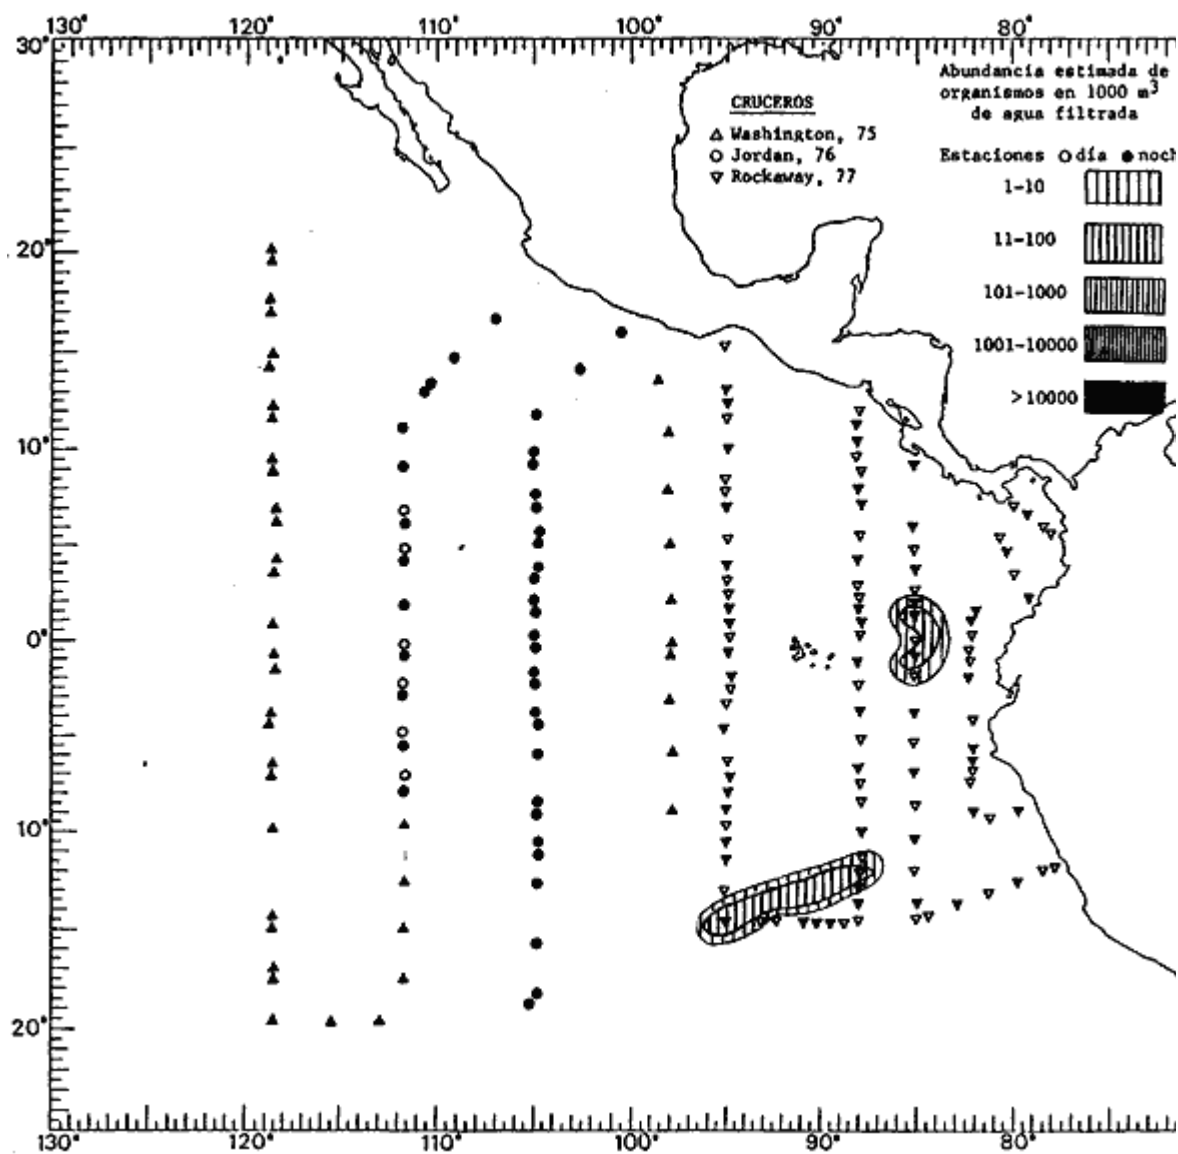 130° 120° 110° 100° 90° 80°
30°
20°
10°
0°
10°
20°
CRUCEROS
Washington, 75
Jordan, 76
Rockaway, 77
Abundancia estimada de
organismos en 1000 m³
de agua filtrada
Estaciones día noch
1-10
11-100
101-1000
1001-10000
>10000
130° 120° 110° 100° 90° 80°